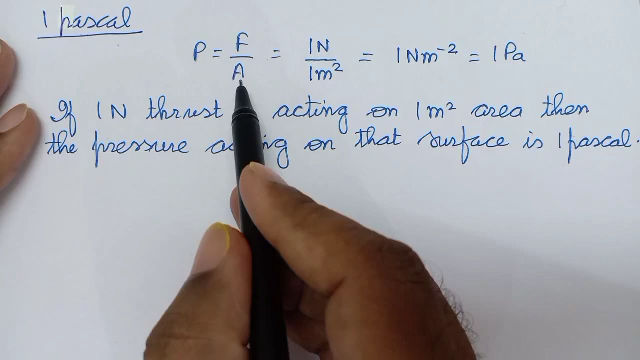 1 pascal
P = F/A = 1N/1m² = 1Nm⁻² = 1Pa
If 1N thrust acting on 1m² area then
the pressure acting on that surface is 1 pascal.